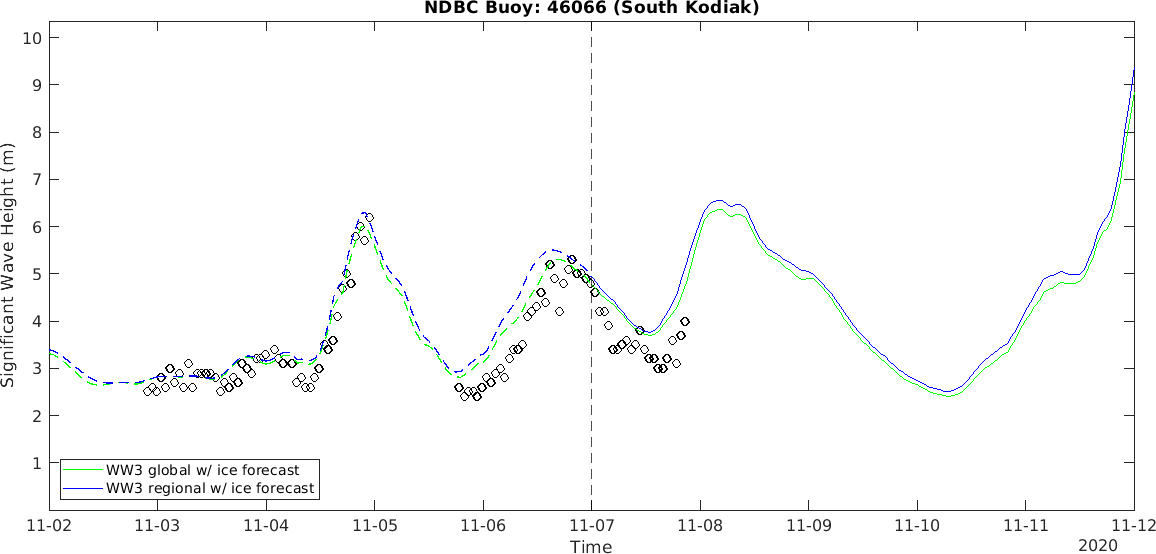 NDBC Buoy: 46066 (South Kodiak)
Significant Wave Height (m)
10
9
8
7
6
5
4
3
2
1
WW3 global w/ ice forecast
WW3 regional w/ ice forecast
11-02 11-03 11-04 11-05 11-06 11-07 11-08 11-09 11-10 11-11 11-12
Time
2020